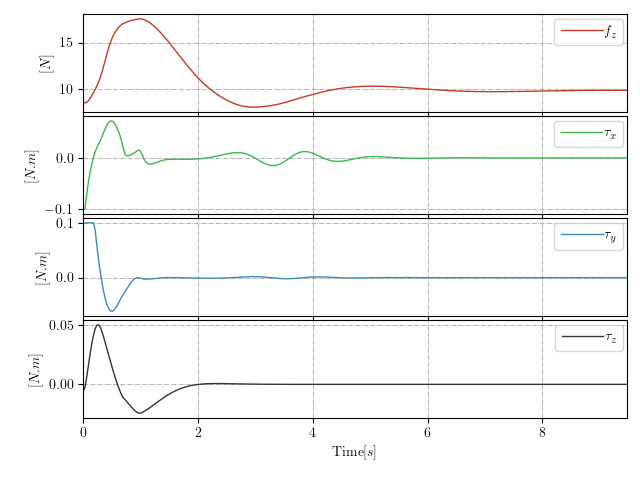 15
10
[N]
f_z
0.0
−0.1
[N.m]
τ_x
0.1
0.0
[N.m]
τ_y
0.05
0.00
[N.m]
τ_z
0 2 4 6 8
Time[s]